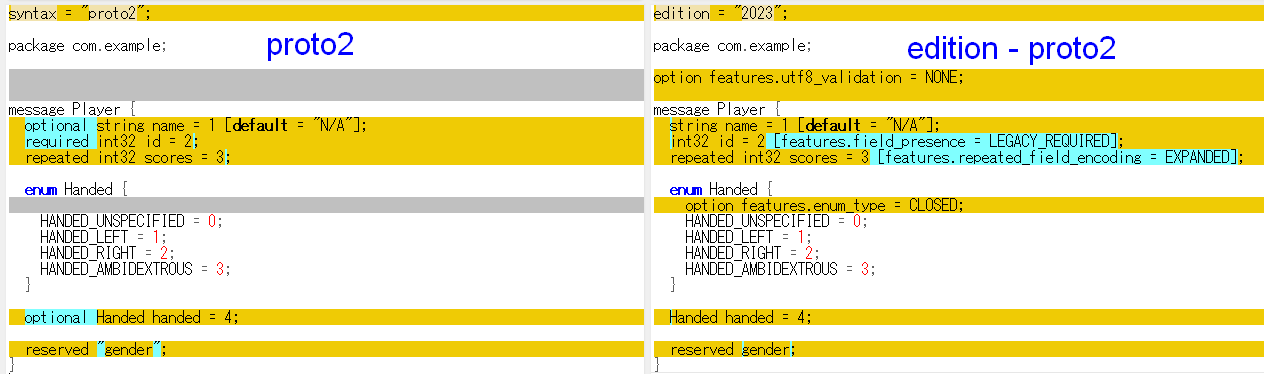 syntax = "proto2";
package com.example;
proto2
message Player {
optional string name = 1 [default = "N/A"];
required int32 id = 2;
repeated int32 scores = 3;
enum Handed {
HANDED_UNSPECIFIED = 0;
HANDED_LEFT = 1;
HANDED_RIGHT = 2;
HANDED_AMBIDEXTROUS = 3;
}
optional Handed handed = 4;
reserved "gender";
}
edition = "2023";
package com.example;
edition - proto2
option features.utf8_validation = NONE;
message Player {
string name = 1 [default = "N/A"];
int32 id = 2 [features.field_presence = LEGACY_REQUIRED];
repeated int32 scores = 3 [features.repeated_field_encoding = EXPANDED];
enum Handed {
option features.enum_type = CLOSED;
HANDED_UNSPECIFIED = 0;
HANDED_LEFT = 1;
HANDED_RIGHT = 2;
HANDED_AMBIDEXTROUS = 3;
}
Handed handed = 4;
reserved gender;
}